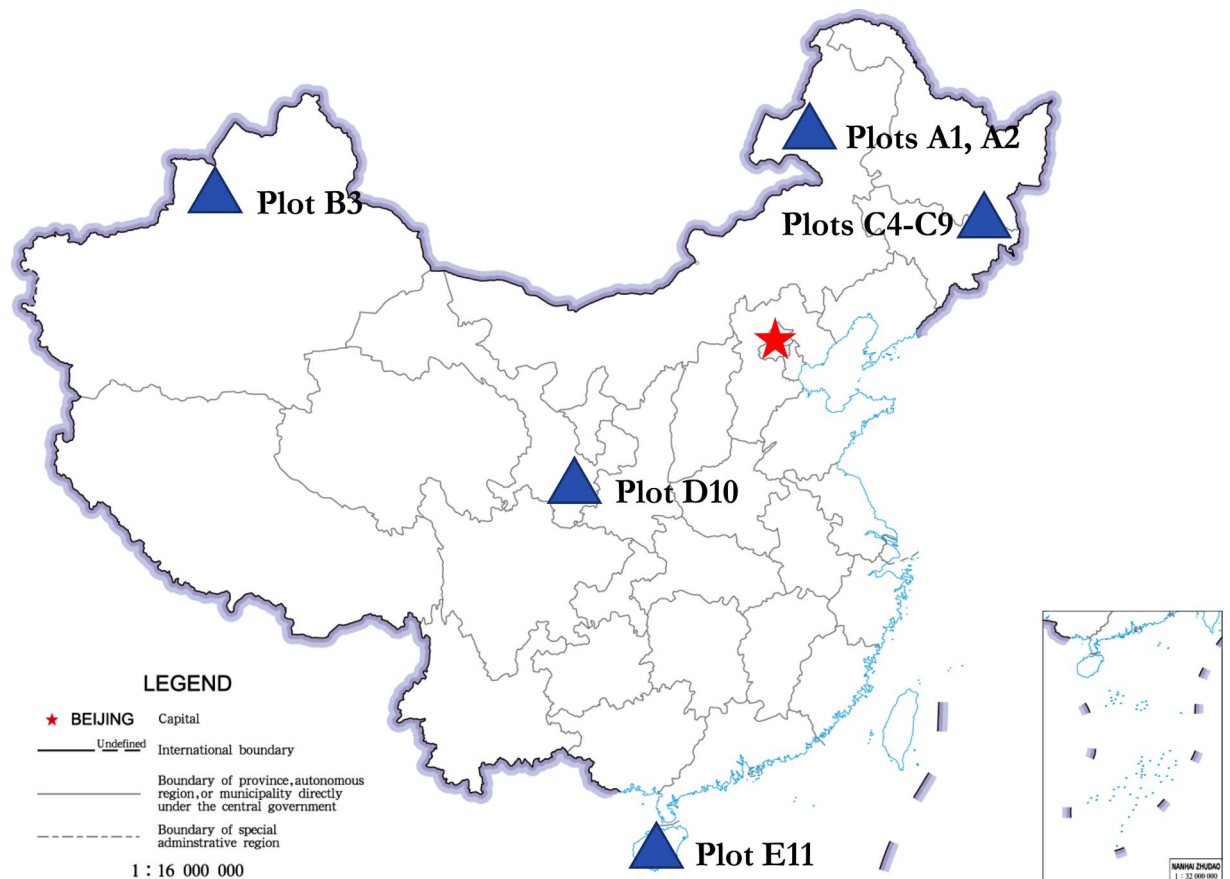 Plots A1, A2
Plot B3
Plots C4-C9
Plot D10
LEGEND
BEIJING Capital
Undefined International boundary
Boundary of province,autonomous
region,or municipality directly
under the central government
Boundary of special
adminstrative region
1：16 000 000
Plot E11
NANHAI ZHUDAO
1：32 000 000